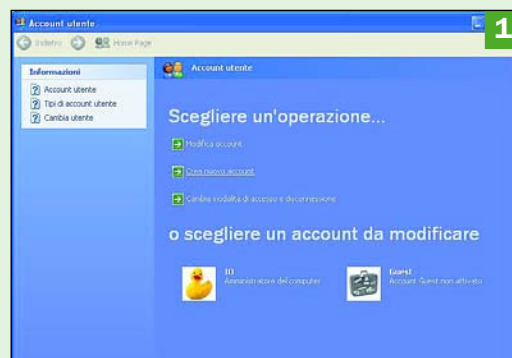 Account utente
1
Indietro Home Page
Informazioni
Account utente
Tipi di account utente
Cambia utente
Account utente
Scegliere un'operazione...
Modifica account
Crea nuovo account
Cambia modalità di accesso e disconnessione
o scegliere un account da modificare
IO
Amministratore del computer
Guest
Account Guest non attivato